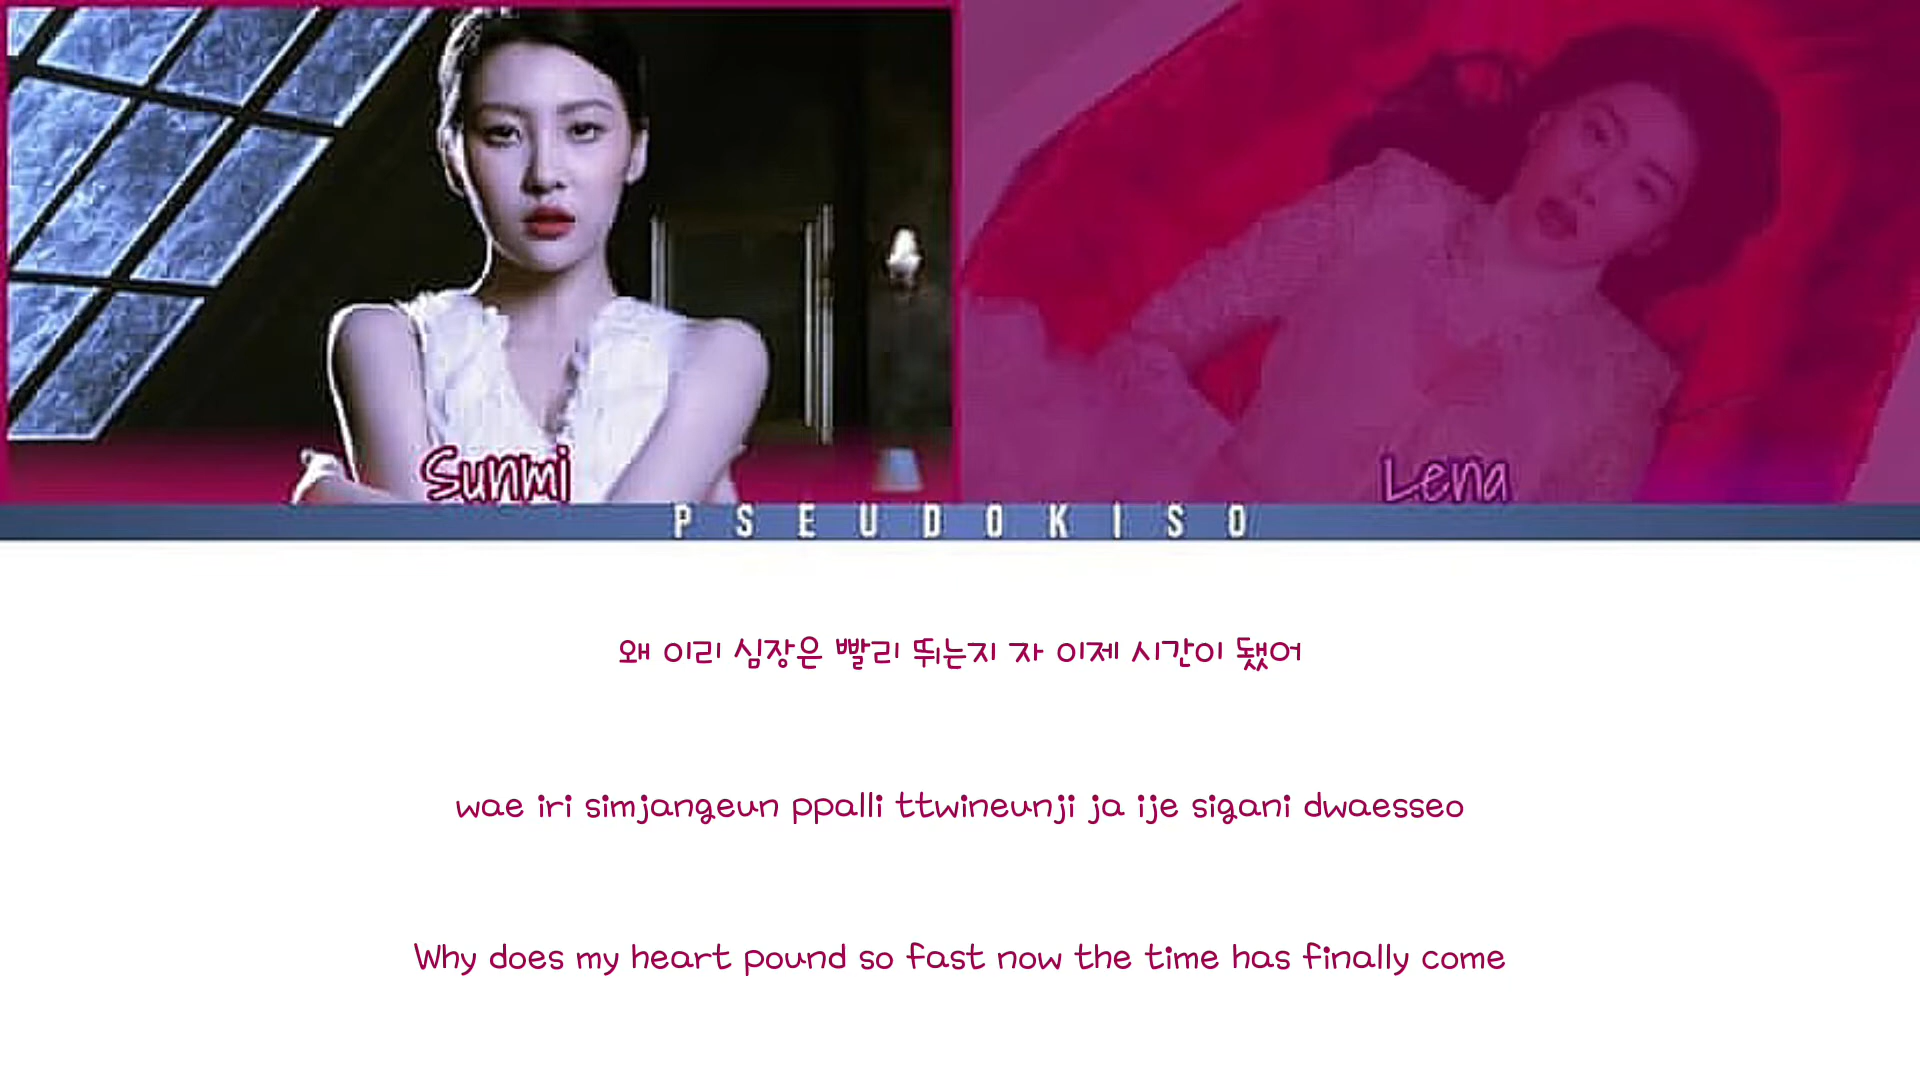 Sunmi
Lena
PSEUDOKISO
왜 이리 심장은 빨리 뛰는지 자 이제 시간이 됐어
wae iri simjangeun ppalli ttwineunji ja ije sigani dwaesseo
Why does my heart pound so fast now the time has finally come